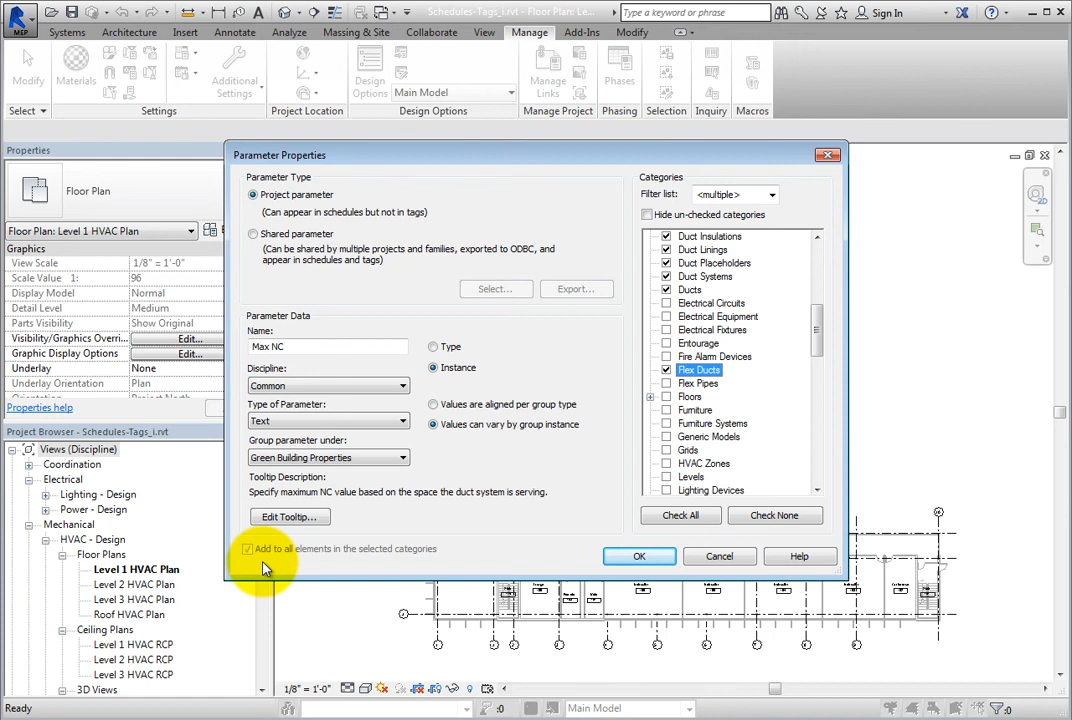 Schedules-Tags_i.rvt - Floor Plan: Le...
Type a keyword or phrase
Sign In
MEP
Systems
Architecture
Insert
Annotate
Analyze
Massing & Site
Collaborate
View
Manage
Add-Ins
Modify
Modify
Materials
Additional
Settings
Design
Options
Main Model
Manage
Links
Phases
Select
Settings
Project Location
Design Options
Manage Project
Phasing
Selection
Inquiry
Macros
Properties
Floor Plan
Floor Plan: Level 1 HVAC Plan
Graphics
View Scale 1/8" = 1'-0"
Scale Value 1: 96
Display Model Normal
Detail Level Medium
Parts Visibility Show Original
Visibility/Graphics Overri... Edit...
Graphic Display Options Edit...
Underlay None
Underlay Orientation Plan
Properties help
Project Browser - Schedules-Tags_i.rvt
Views (Discipline)
Coordination
Electrical
Lighting - Design
Power - Design
Mechanical
HVAC - Design
Floor Plans
Level 1 HVAC Plan
Level 2 HVAC Plan
Level 3 HVAC Plan
Roof HVAC Plan
Ceiling Plans
Level 1 HVAC RCP
Level 2 HVAC RCP
Level 3 HVAC RCP
3D Views
Parameter Properties
Parameter Type
Project parameter
(Can appear in schedules but not in tags)
Shared parameter
(Can be shared by multiple projects and families, exported to ODBC, and
appear in schedules and tags)
Select...
Export...
Parameter Data
Name:
Max NC
Type
Discipline:
Instance
Common
Type of Parameter:
Values are aligned per group type
Text
Values can vary by group instance
Group parameter under:
Green Building Properties
Tooltip Description:
Specify maximum NC value based on the space the duct system is serving.
Edit Tooltip...
Add to all elements in the selected categories
Categories
Filter list: <multiple>
Hide un-checked categories
Duct Insulations
Duct Linings
Duct Placeholders
Duct Systems
Ducts
Electrical Circuits
Electrical Equipment
Electrical Fixtures
Entourage
Fire Alarm Devices
Flex Ducts
Flex Pipes
Floors
Furniture
Furniture Systems
Generic Models
Grids
HVAC Zones
Levels
Lighting Devices
Check All
Check None
OK
Cancel
Help
2D
1/8" = 1'-0"
Ready
:0
Main Model
:0